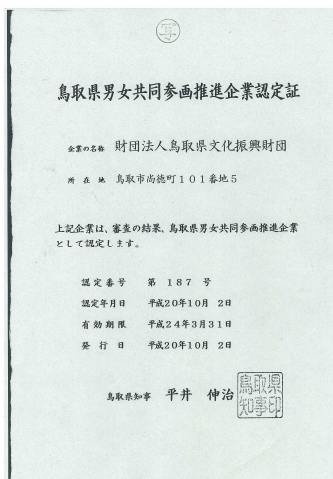 写
鳥取県男女共同参画推進企業認定証
企業の名称 財団法人鳥取県文化振興財団
所在地 鳥取市尚徳町101番地5
上記企業は、審査の結果、鳥取県男女共同参画推進企業
として認定します。
認定番号 第 187 号
認定年月日 平成20年10月 2日
有効期限 平成24年3月31日
発行日 平成20年10月 2日
鳥取県知事 平井 伸治
鳥取県
知事印